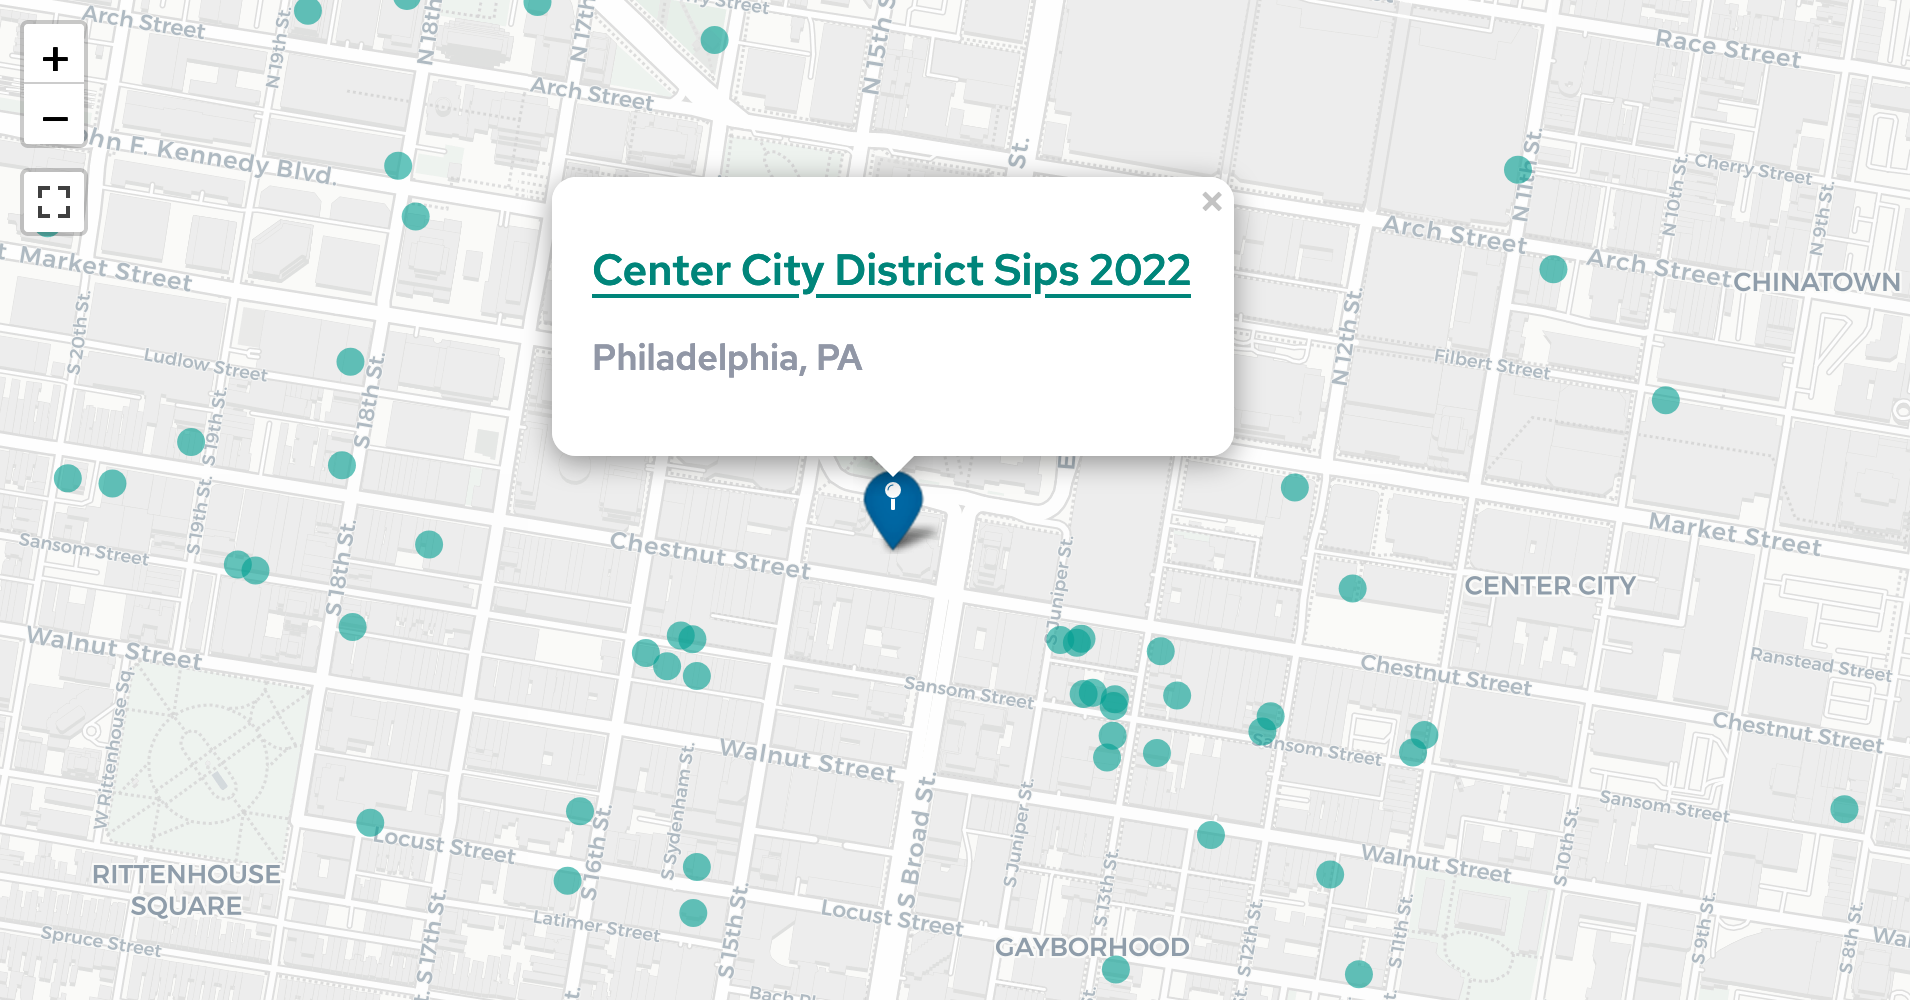 Arch Street
N 19th St.
N 18th
N 17th
Arch Street
N 15th S
St.
Race Street
+
−
hn F. Kennedy Blvd.
Cherry Street
N 11th St.
N 10th St.
N 9th St.
Arch Street
Arch Street
CHINATOWN
t Market Street
×
Center City District Sips 2022
Philadelphia, PA
S 20th St.
Ludlow Street
S 18th St.
S 19th St.
N 12th St.
Filbert Street
S 19th St.
Sansom Street
S 18th St.
Chestnut Street
S Juniper St.
Market Street
CENTER CITY
Walnut Street
W Rittenhouse Sq.
Sansom Street
Chestnut Street
Ranstead Street
Chestnut Street
Walnut Street
Sansom Street
Sansom Street
S Sydenham St.
S Broad St.
S Juniper St.
Locust Street
S 16th St.
S 13th St.
Walnut Street
S 10th St.
RITTENHOUSE
SQUARE
Spruce Street
S 17th St.
Latimer Street
S 15th St.
Locust Street
GAYBORHOOD
S 12th St.
S 11th St.
S 9th St.
S 8th St.
Wa
Bach Pl